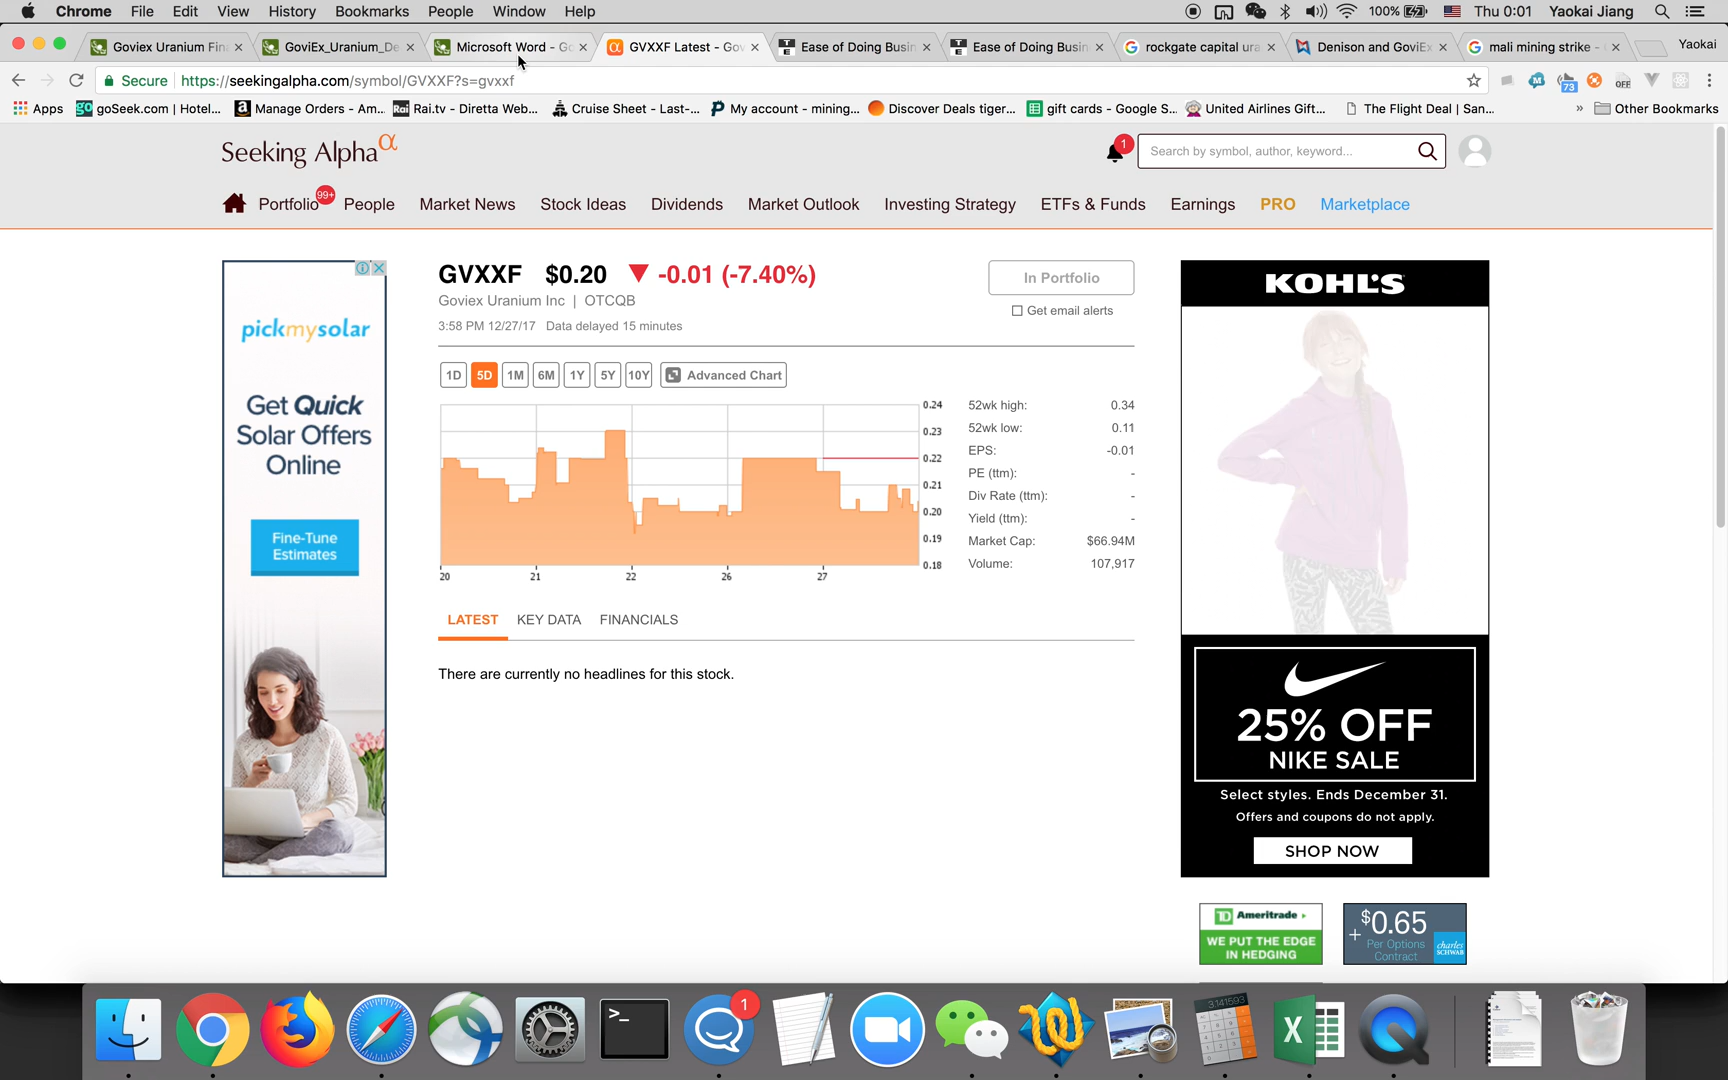 Chrome File Edit View History Bookmarks People Window Help 100% Thu 0:01 Yaokai Jiang
Goviex Uranium Fin GoviEx_Uranium_De Microsoft Word - Go GVXXF Latest - Gov Ease of Doing Busin Ease of Doing Busin rockgate capital ura Denison and GoviEx mali mining strike - Yaokai
Secure https://seekingalpha.com/symbol/GVXXF?s=gvxxf 73 OFF
Apps goSeek.com | Hotel... Manage Orders - Am... Rai.tv - Diretta Web... Cruise Sheet - Last-... My account - mining... Discover Deals tiger... gift cards - Google S... United Airlines Gift... The Flight Deal | San... » Other Bookmarks
Seeking Alpha α
1
Search by symbol, author, keyword...
Portfolio 99+ People Market News Stock Ideas Dividends Market Outlook Investing Strategy ETFs & Funds Earnings PRO Marketplace
pickmysolar
Get Quick
Solar Offers
Online
Fine-Tune
Estimates
GVXXF $0.20 ▼ -0.01 (-7.40%)
Goviex Uranium Inc | OTCQB
3:58 PM 12/27/17 Data delayed 15 minutes
In Portfolio
Get email alerts
1D 5D 1M 6M 1Y 5Y 10Y Advanced Chart
0.24
0.23
0.22
0.21
0.20
0.19
0.18
20 21 22 26 27
52wk high: 0.34
52wk low: 0.11
EPS: -0.01
PE (ttm): -
Div Rate (ttm): -
Yield (ttm): -
Market Cap: $66.94M
Volume: 107,917
LATEST KEY DATA FINANCIALS
There are currently no headlines for this stock.
KOHL'S
25% OFF
NIKE SALE
Select styles. Ends December 31.
Offers and coupons do not apply.
SHOP NOW
TD Ameritrade
WE PUT THE EDGE
IN HEDGING
+ $0.65
Per Options
Contract
charles
SCHWAB
>_
1
3.141593
X